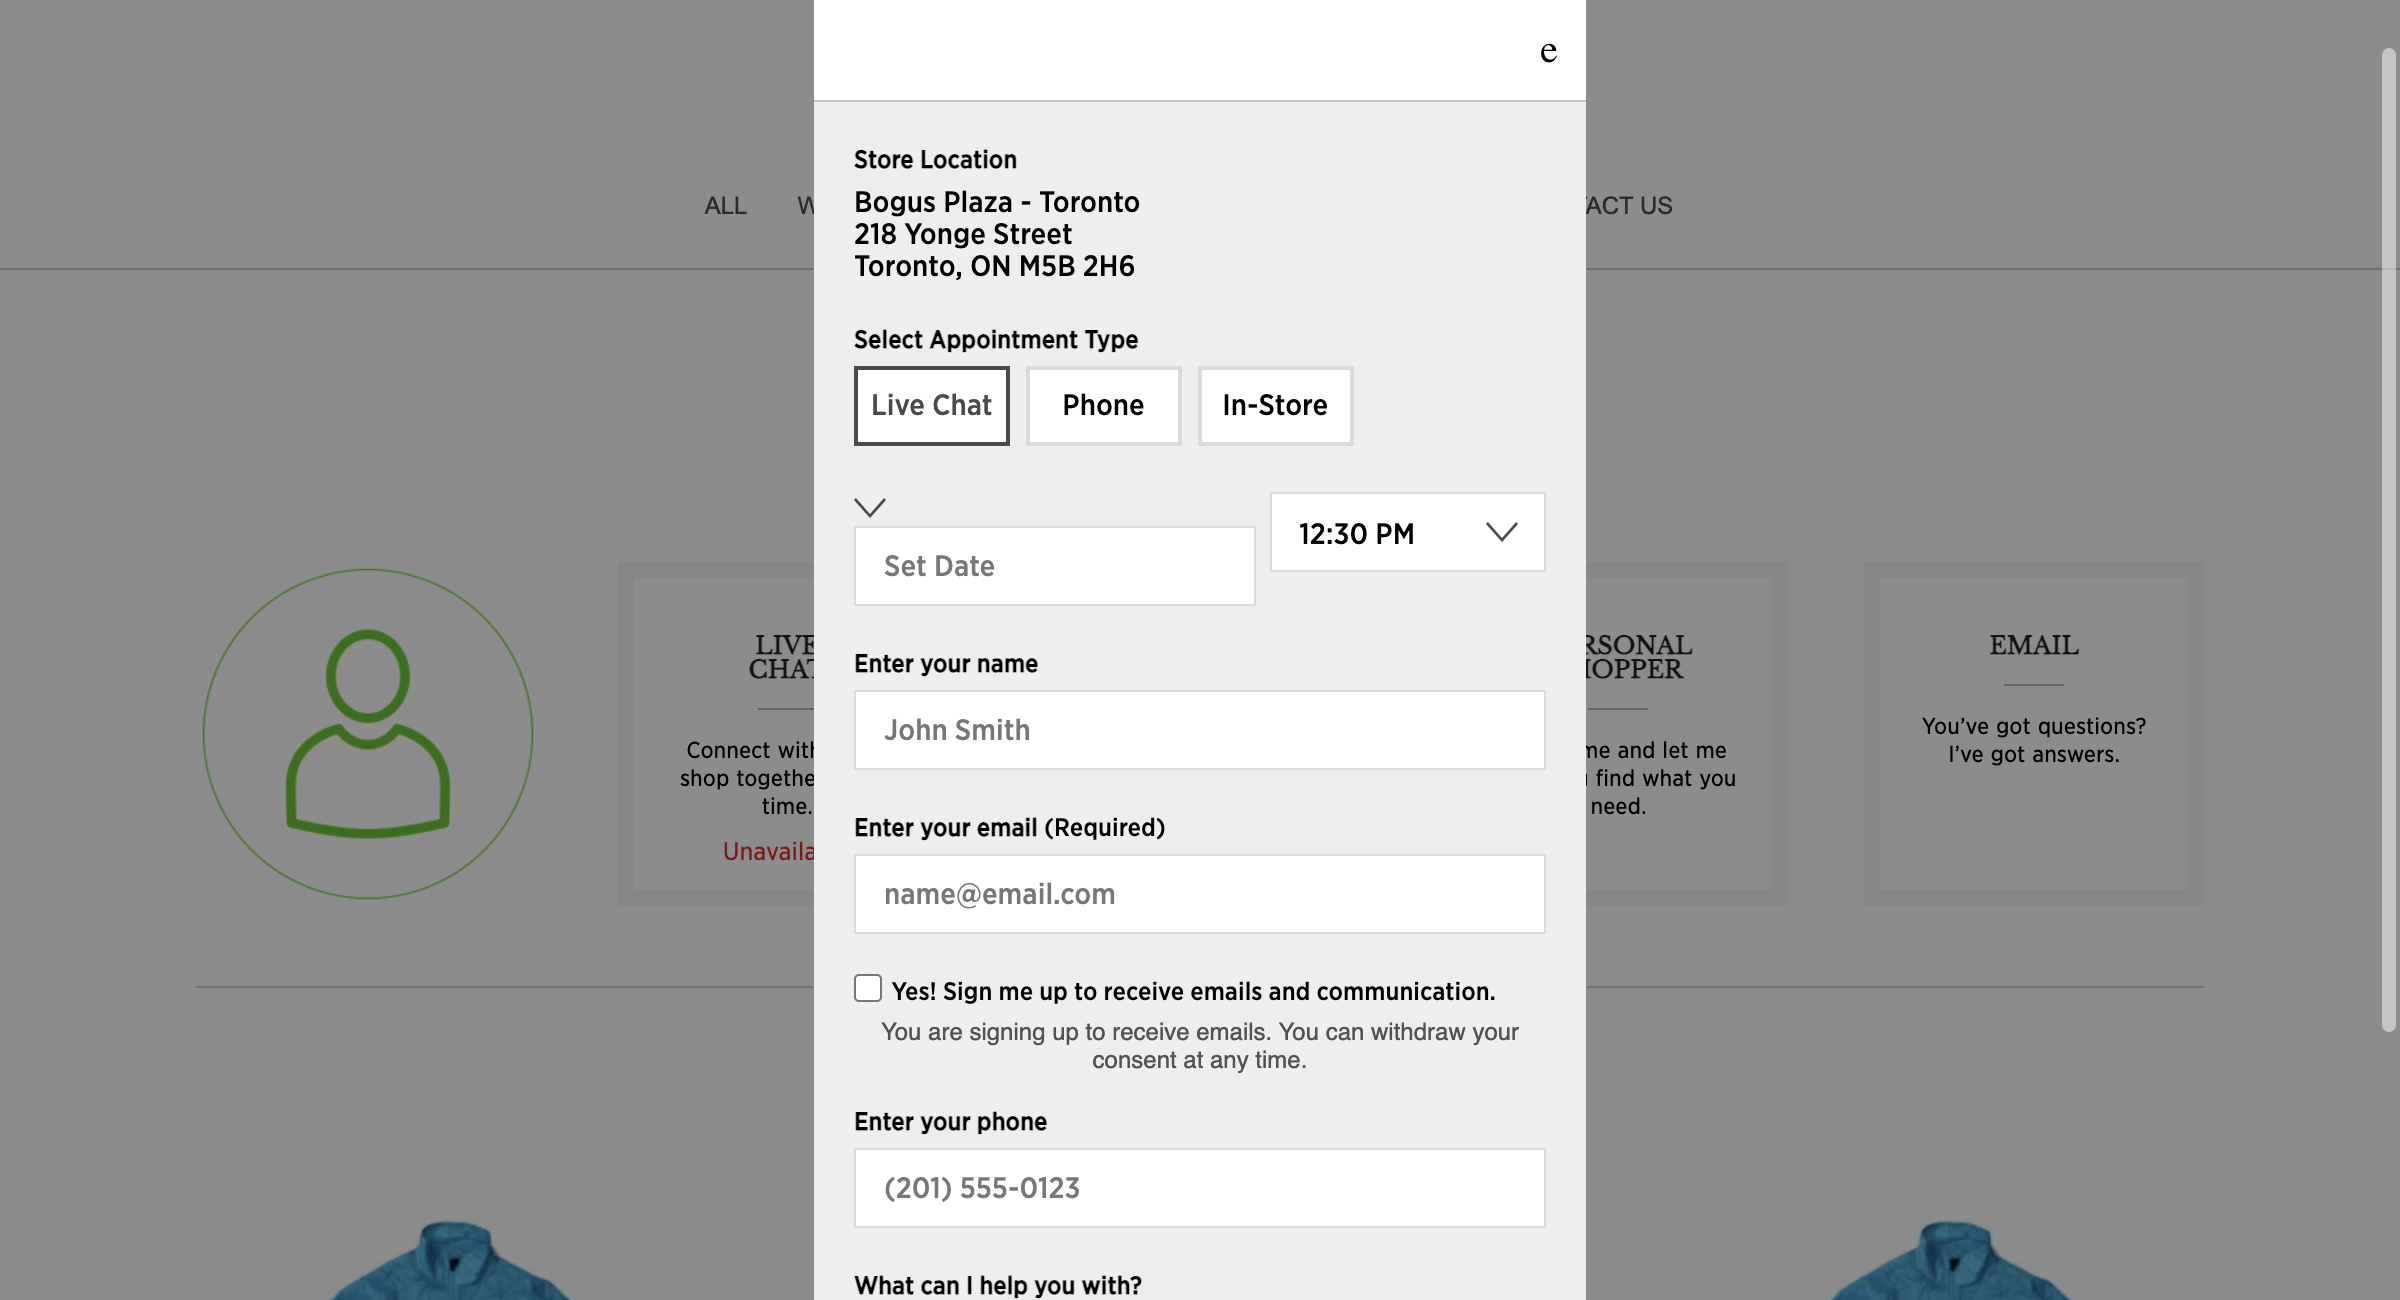 e
ALL
W
TACT US
Store Location
Bogus Plaza - Toronto
218 Yonge Street
Toronto, ON M5B 2H6
Select Appointment Type
Live Chat
Phone
In-Store
12:30 PM
Set Date
Enter your name
John Smith
Enter your email (Required)
name@email.com
Yes! Sign me up to receive emails and communication.
You are signing up to receive emails. You can withdraw your
consent at any time.
Enter your phone
(201) 555-0123
What can I help you with?
LIVE
CHAT
Connect with
shop togethe
time.
Unavaila
RSONAL
HOPPER
me and let me
find what you
need.
EMAIL
You’ve got questions?
I’ve got answers.